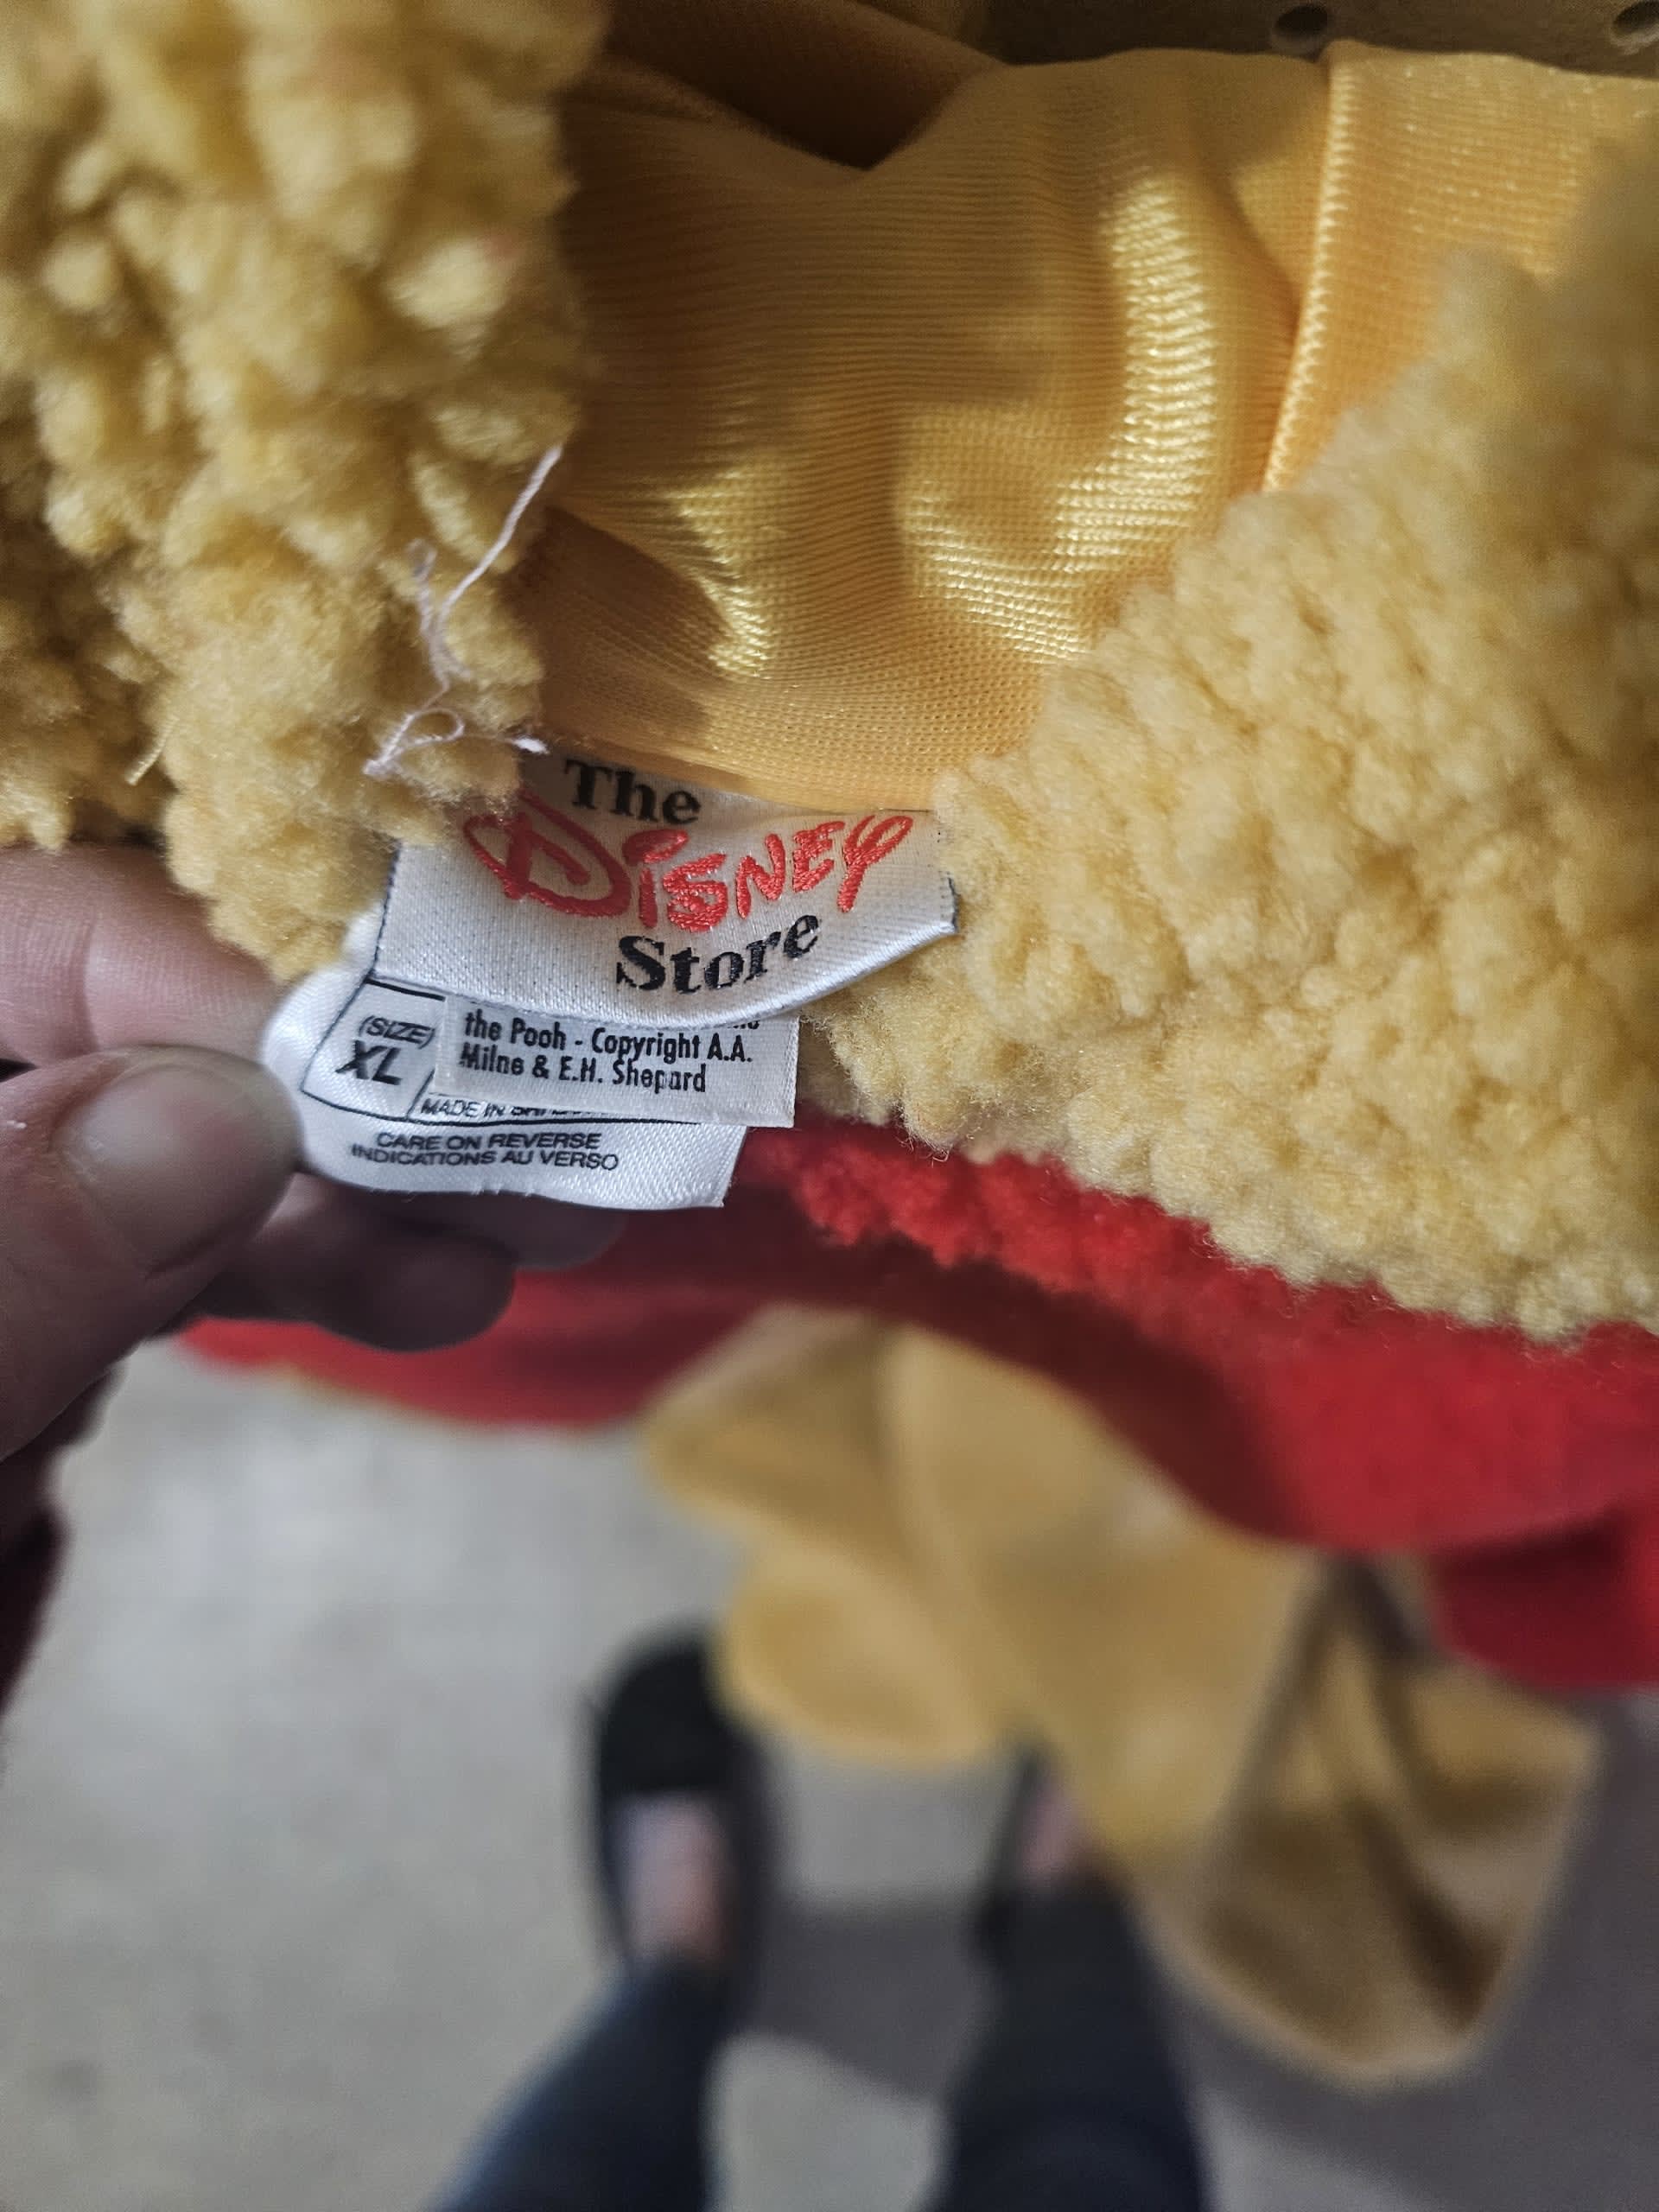 The
Disney
Store
(SIZE)
XL
the Pooh - Copyright A.A.
Milne & E.H. Shepard
MADE IN
CARE ON REVERSE
INDICATIONS AU VERSO